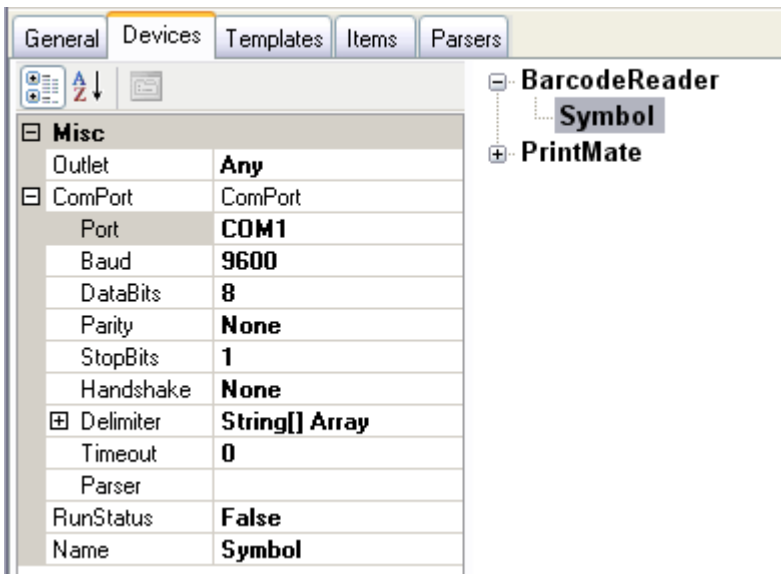 General Devices Templates Items Parsers
Misc
Outlet Any
ComPort ComPort
Port COM1
Baud 9600
DataBits 8
Parity None
StopBits 1
Handshake None
Delimiter String[] Array
Timeout 0
Parser
RunStatus False
Name Symbol
BarcodeReader
Symbol
PrintMate